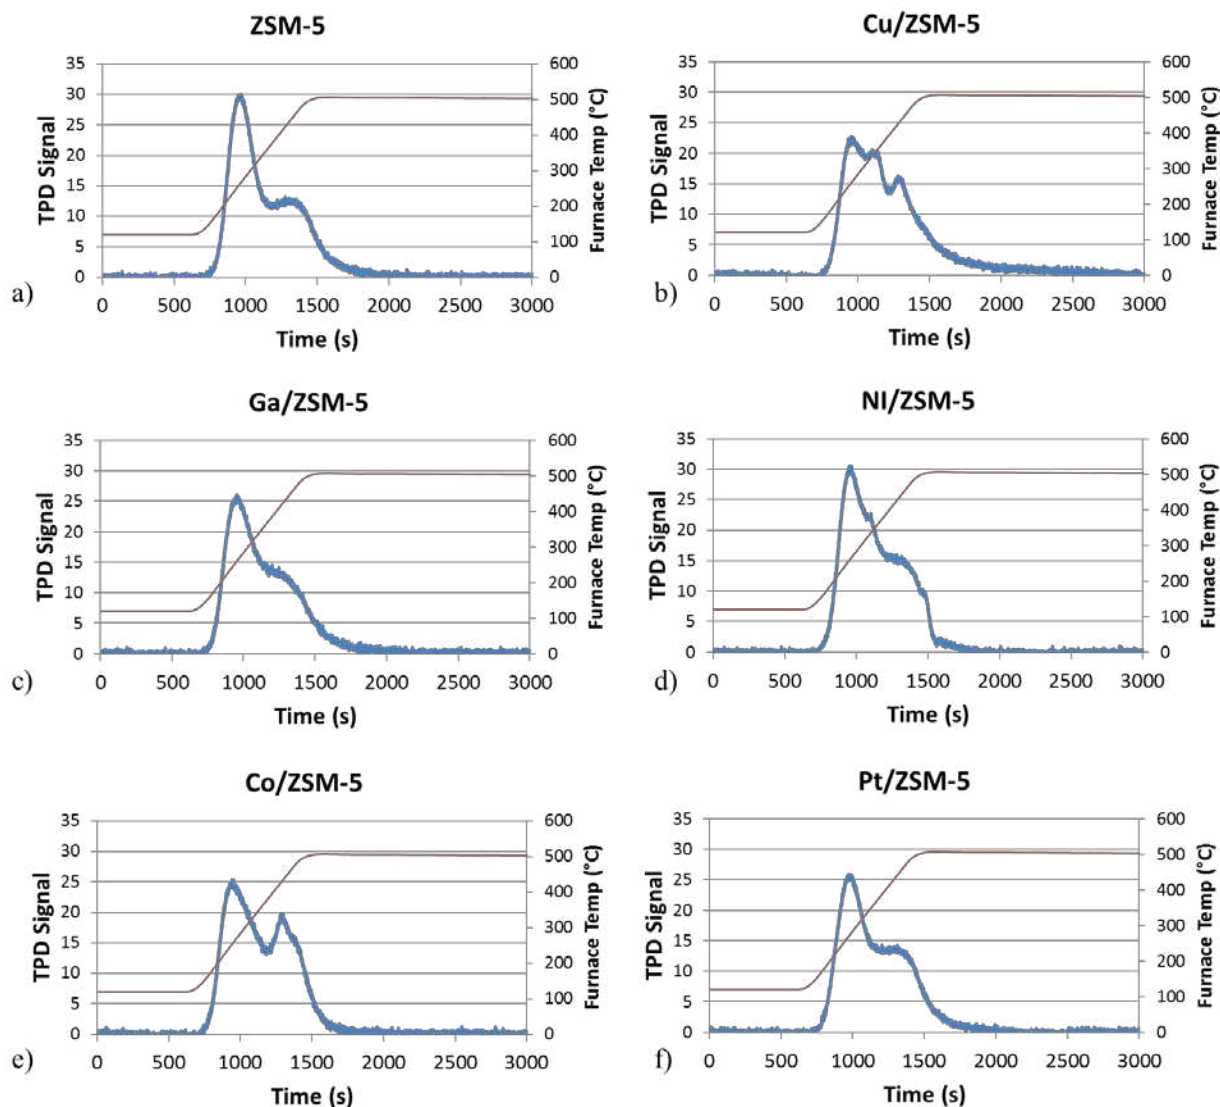 ZSM-5
35
30
25
20
15
10
5
0
TPD Signal
600
500
400
300
200
100
0
Furnace Temp (°C)
0 500 1000 1500 2000 2500 3000
Time (s)
a)
Cu/ZSM-5
35
30
25
20
15
10
5
0
TPD Signal
600
500
400
300
200
100
0
Furnace Temp (°C)
0 500 1000 1500 2000 2500 3000
Time (s)
b)
Ga/ZSM-5
35
30
25
20
15
10
5
0
TPD Signal
600
500
400
300
200
100
0
Furnace Temp (°C)
0 500 1000 1500 2000 2500 3000
Time (s)
c)
NI/ZSM-5
35
30
25
20
15
10
5
0
TPD Signal
600
500
400
300
200
100
0
Furnace Temp (°C)
0 500 1000 1500 2000 2500 3000
Time (s)
d)
Co/ZSM-5
35
30
25
20
15
10
5
0
TPD Signal
600
500
400
300
200
100
0
Furnace Temp (°C)
0 500 1000 1500 2000 2500 3000
Time (s)
e)
Pt/ZSM-5
35
30
25
20
15
10
5
0
TPD Signal
600
500
400
300
200
100
0
Furnace Temp (°C)
0 500 1000 1500 2000 2500 3000
Time (s)
f)